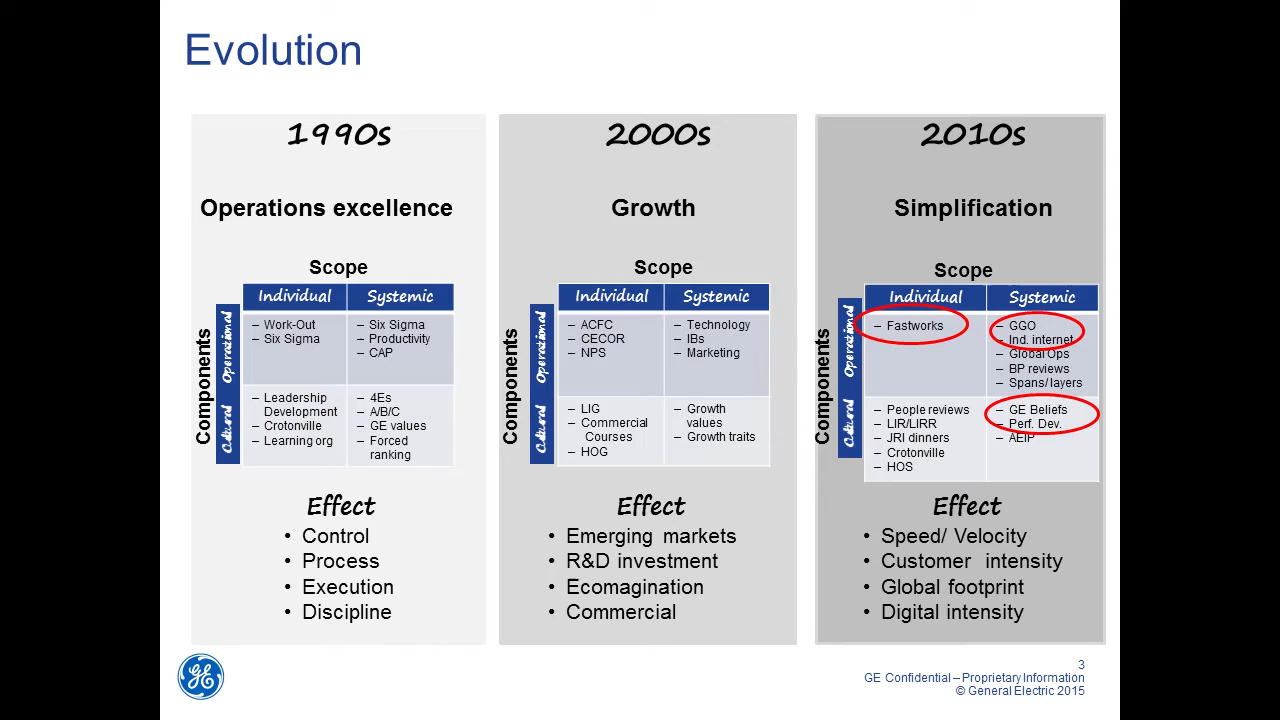 Evolution
1990s
Operations excellence
Scope
Components
Individual Systemic
Operational
– Work-Out
– Six Sigma
– Six Sigma
– Productivity
– CAP
Cultural
– Leadership
Development
– Crotonville
– Learning org
– 4Es
– A/B/C
– GE values
– Forced
ranking
Effect
• Control
• Process
• Execution
• Discipline
2000s
Growth
Scope
Components
Individual Systemic
Operational
– ACFC
– CECOR
– NPS
– Technology
– IBs
– Marketing
Cultural
– LIG
– Commercial
Courses
– HOG
– Growth
values
– Growth traits
Effect
• Emerging markets
• R&D investment
• Ecomagination
• Commercial
2010s
Simplification
Scope
Components
Individual Systemic
Operational
– Fastworks
– GGO
– Ind. internet
– Global Ops
– BP reviews
– Spans/layers
Cultural
– People reviews
– LIR/LIRR
– JRI dinners
– Crotonville
– HOS
– GE Beliefs
– Perf. Dev.
– AEIP
Effect
• Speed/ Velocity
• Customer intensity
• Global footprint
• Digital intensity
GE
3
GE Confidential – Proprietary Information
© General Electric 2015